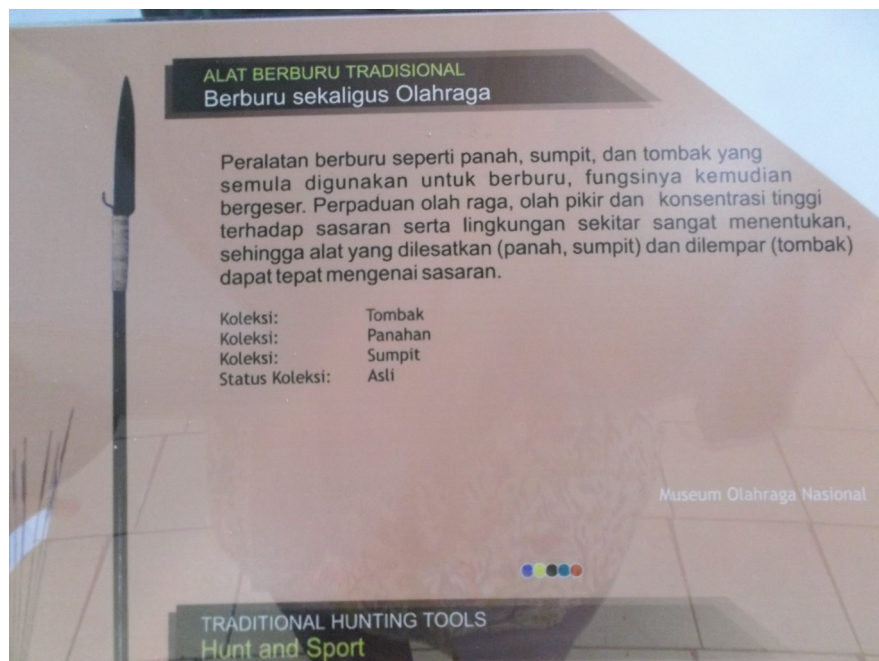 ALAT BERBURU TRADISIONAL
Berburu sekaligus Olahraga
Peralatan berburu seperti panah, sumpit, dan tombak yang
semula digunakan untuk berburu, fungsinya kemudian
bergeser. Perpaduan olah raga, olah pikir dan konsentrasi tinggi
terhadap sasaran serta lingkungan sekitar sangat menentukan,
sehingga alat yang dilesatkan (panah, sumpit) dan dilempar (tombak)
dapat tepat mengenai sasaran.
Koleksi: Tombak
Koleksi: Panahan
Koleksi: Sumpit
Status Koleksi: Asli
Museum Olahraga Nasional
TRADITIONAL HUNTING TOOLS
Hunt and Sport